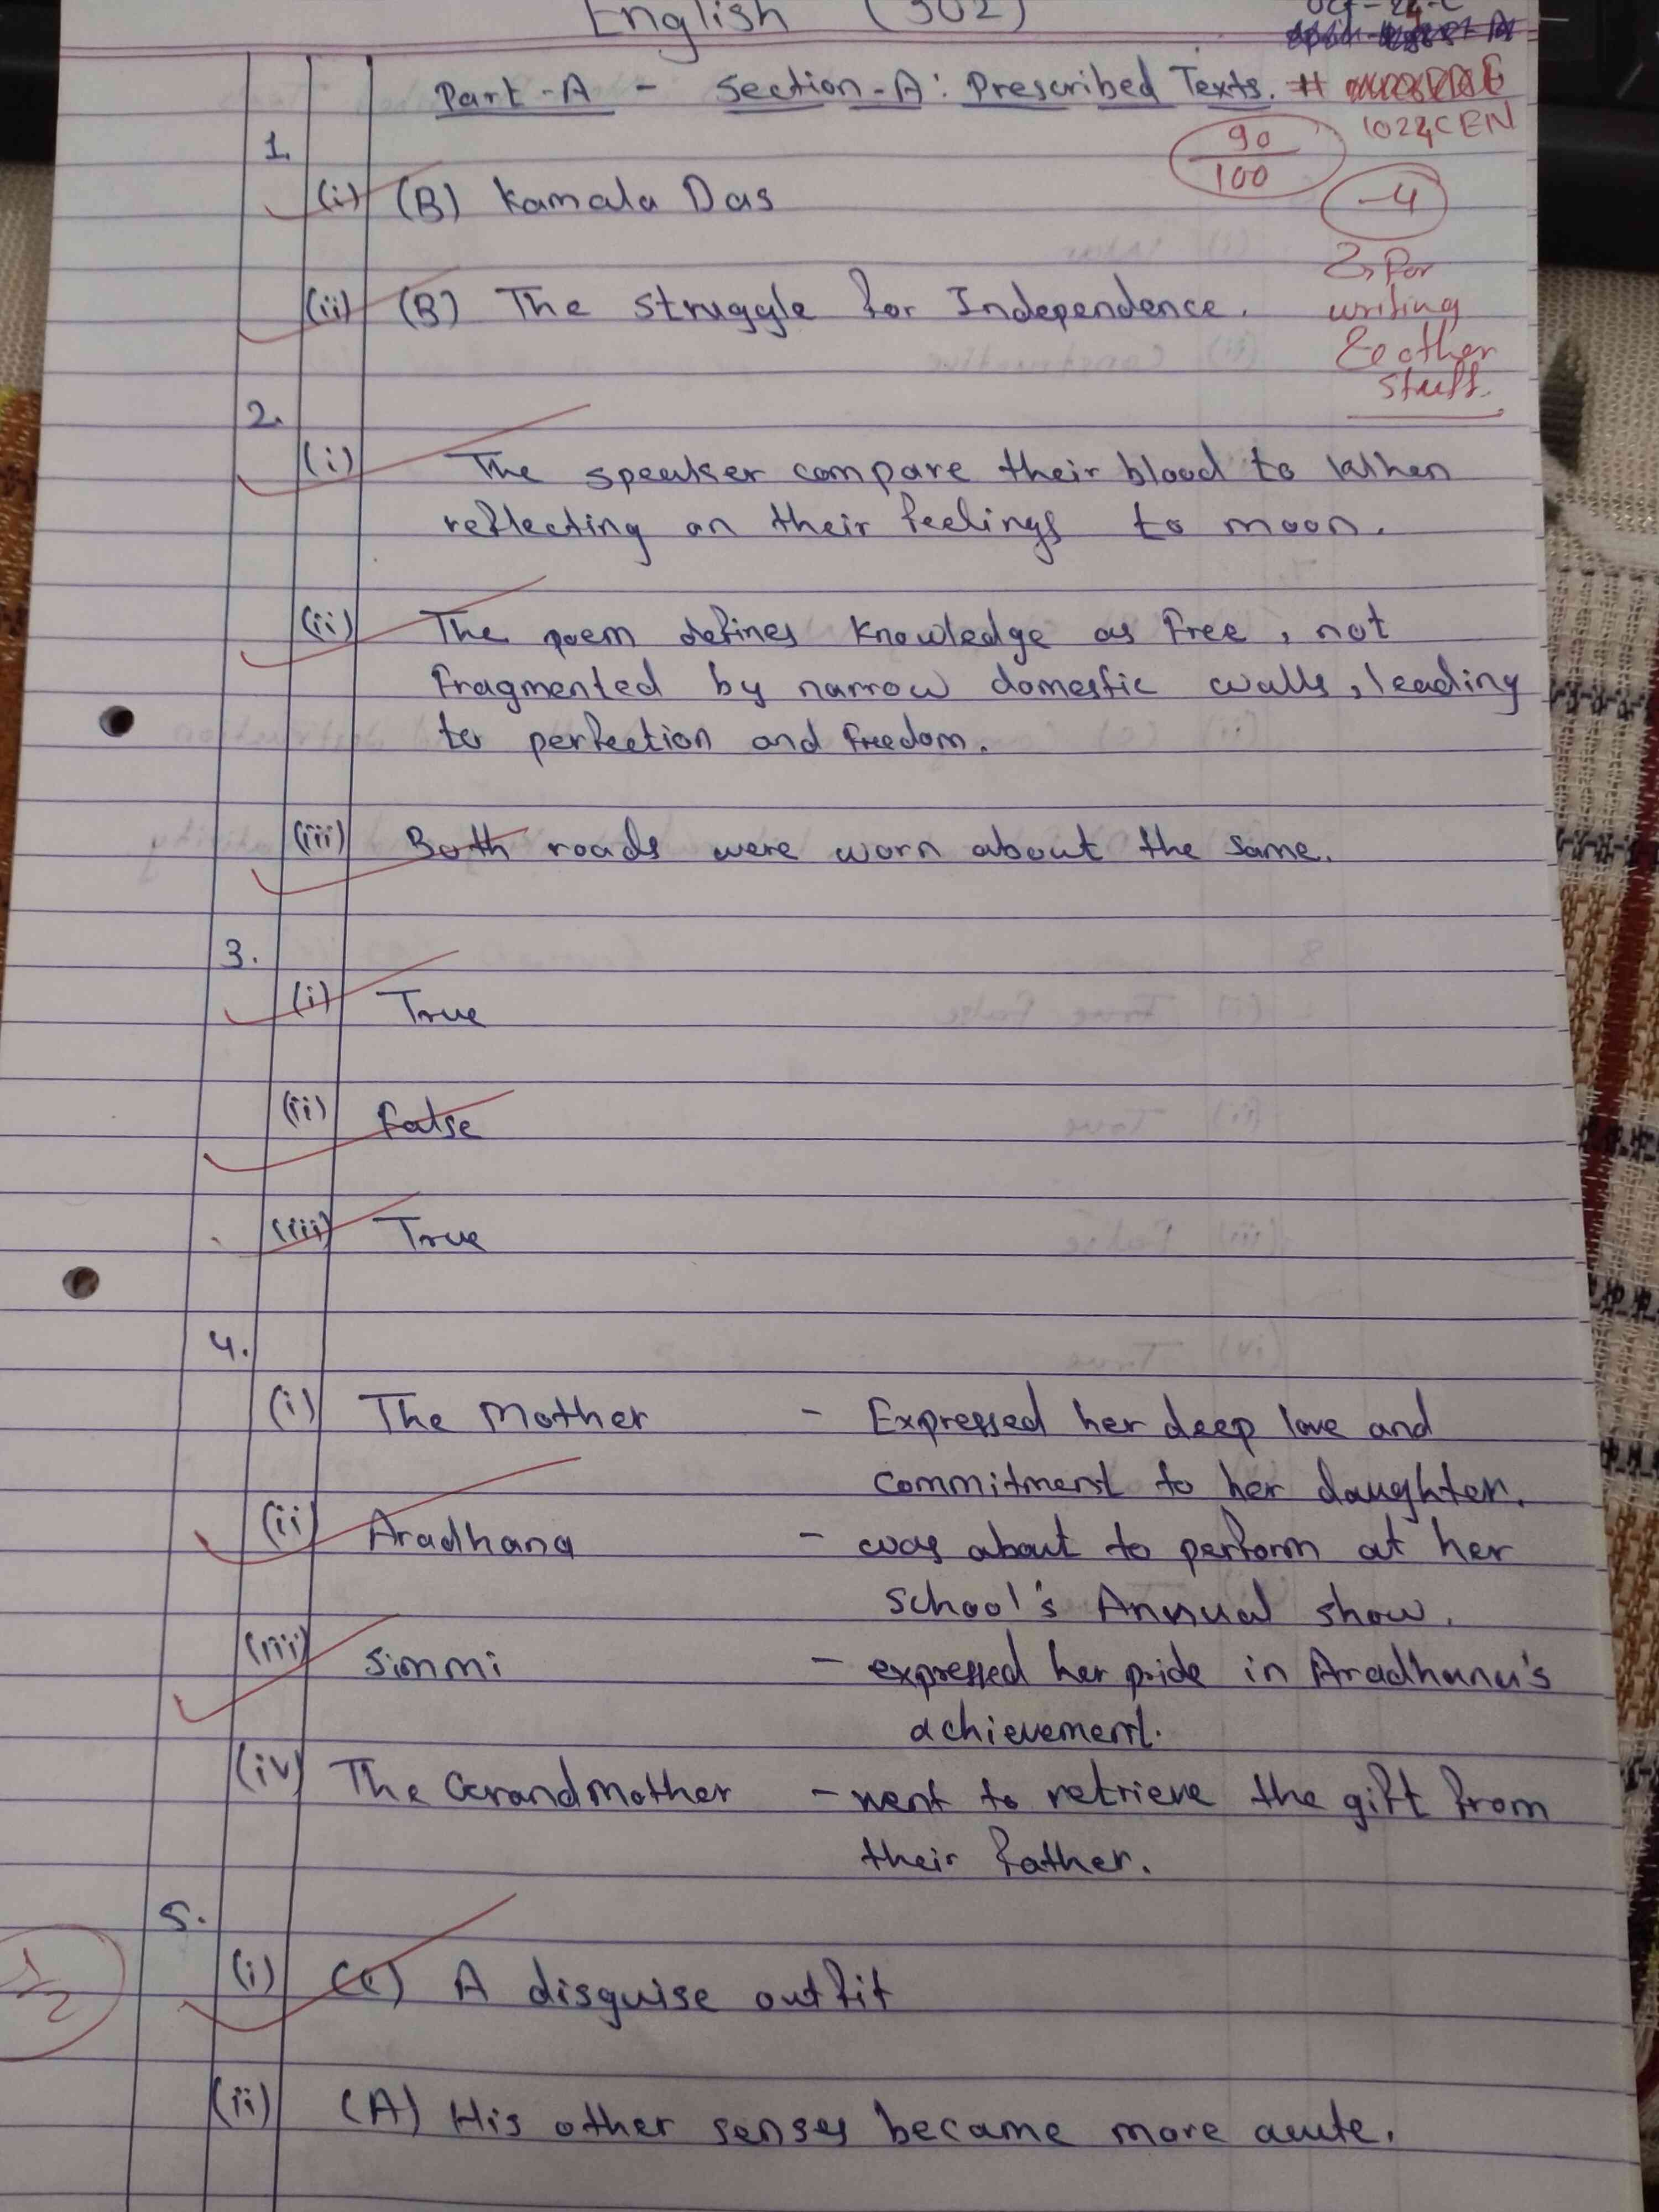 English (302)
Oct-24-C
Part-A - Section-A: Prescribed Texts. #
1024CEN
90
100
-4
1.
(i) (B) Kamala Das
(ii) (B) The struggle for Independence.
→ for
writing
& other
stuff.
2.
(i) The speaker compare their blood to When
reflecting on their feelings to moon.
(ii) The poem defines knowledge as free, not
fragmented by narrow domestic walls, leading
to perfection and freedom.
(iii) Both roads were worn about the same.
3.
(i) True
(ii) False
(iii) True
4.
(i) The Mother - Expressed her deep love and
commitment to her daughter.
(ii) Aradhana - was about to perform at her
school's Annual show.
(iii) Simmi - expressed her pride in Aradhana's
achievement.
(iv) The GrandMother - went to retrieve the gift from
their father.
5.
(i) (C) A disguise outfit
1/2
(ii) (A) His other senses became more acute.